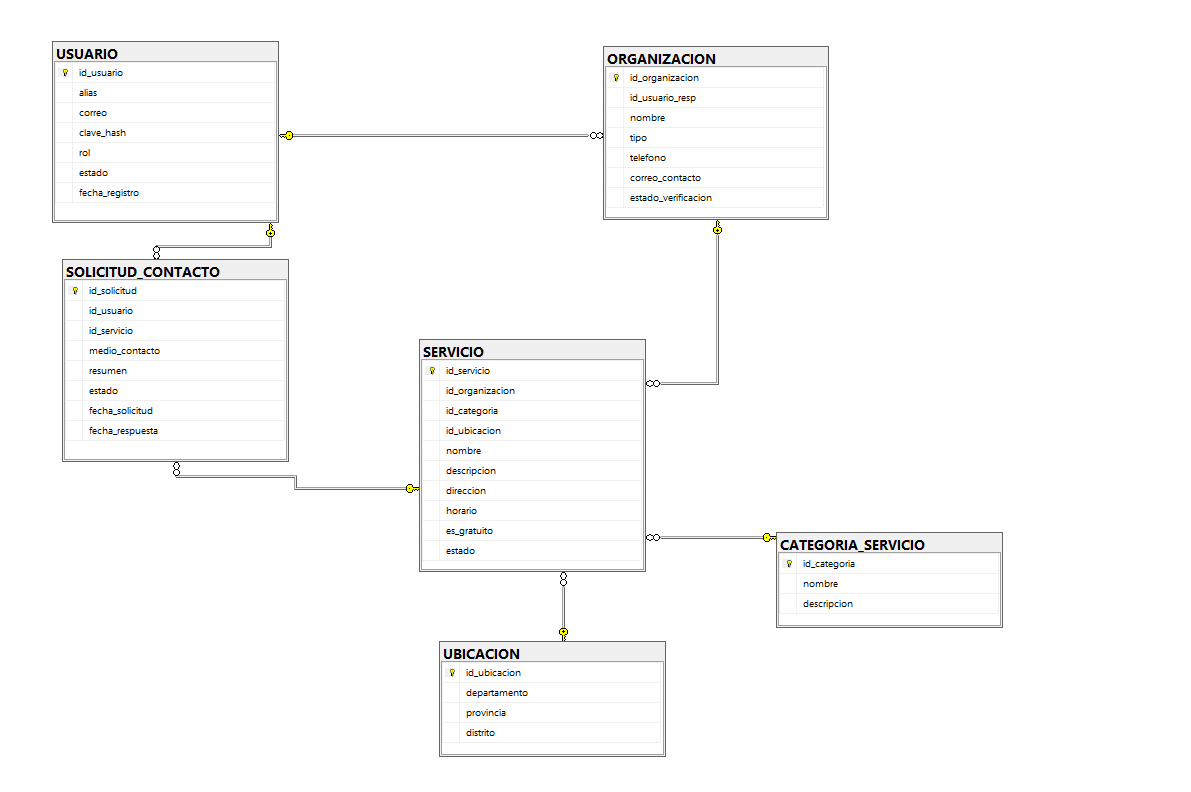 USUARIO
id_usuario
alias
correo
clave_hash
rol
estado
fecha_registro
ORGANIZACION
id_organizacion
id_usuario_resp
nombre
tipo
telefono
correo_contacto
estado_verificacion
SOLICITUD_CONTACTO
id_solicitud
id_usuario
id_servicio
medio_contacto
resumen
estado
fecha_solicitud
fecha_respuesta
SERVICIO
id_servicio
id_organizacion
id_categoria
id_ubicacion
nombre
descripcion
direccion
horario
es_gratuito
estado
CATEGORIA_SERVICIO
id_categoria
nombre
descripcion
UBICACION
id_ubicacion
departamento
provincia
distrito